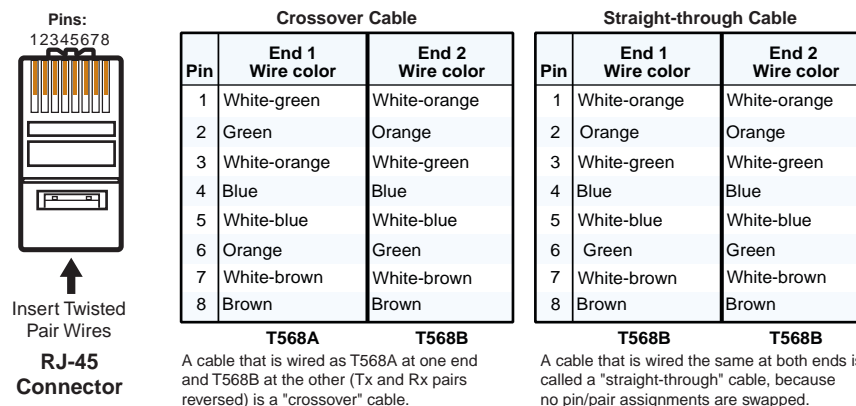 Pins:
12345678
Insert Twisted
Pair Wires
RJ-45
Connector
Crossover Cable
Pin End 1 Wire color End 2 Wire color
1 White-green White-orange
2 Green Orange
3 White-orange White-green
4 Blue Blue
5 White-blue White-blue
6 Orange Green
7 White-brown White-brown
8 Brown Brown
T568A T568B
A cable that is wired as T568A at one end
and T568B at the other (Tx and Rx pairs
reversed) is a "crossover" cable.
Straight-through Cable
Pin End 1 Wire color End 2 Wire color
1 White-orange White-orange
2 Orange Orange
3 White-green White-green
4 Blue Blue
5 White-blue White-blue
6 Green Green
7 White-brown White-brown
8 Brown Brown
T568B T568B
A cable that is wired the same at both ends is
called a "straight-through" cable, because
no pin/pair assignments are swapped.